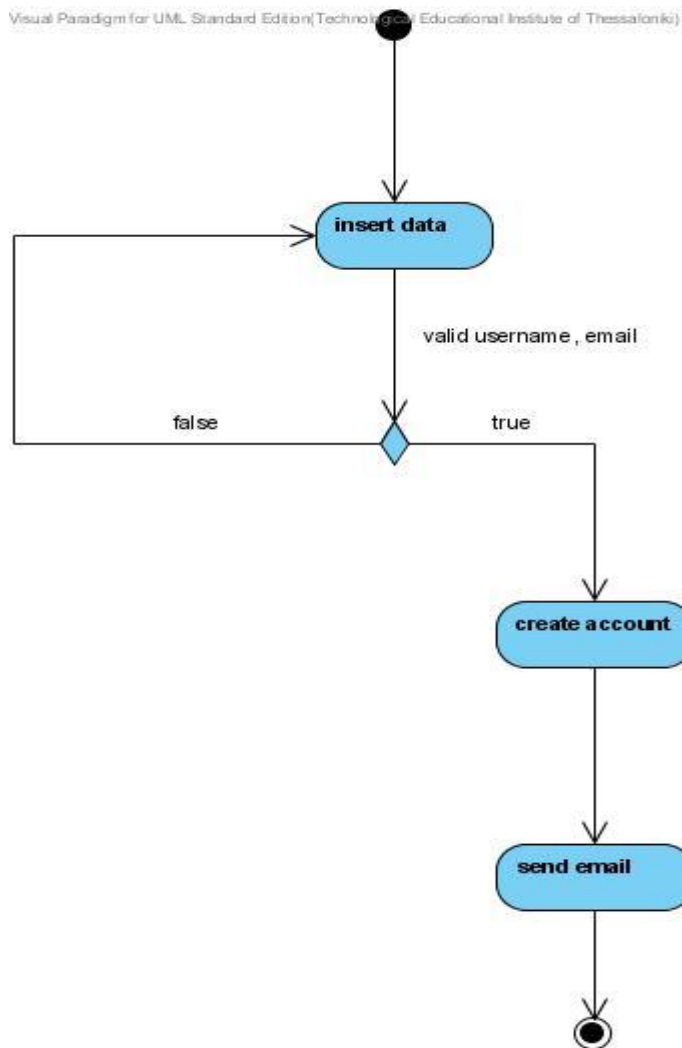 Visual Paradigm for UML Standard Edition(Technological Educational Institute of Thessaloniki)
insert data
valid username , email
false
true
create account
send email